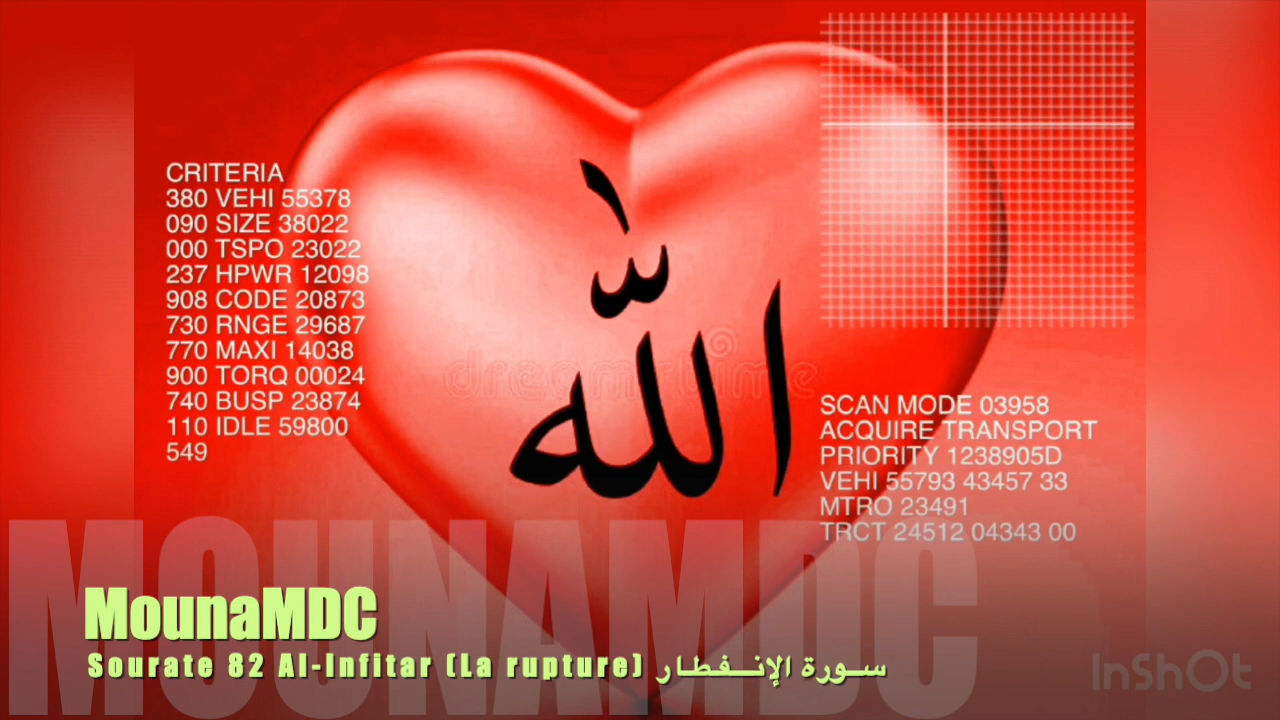 CRITERIA
380 VEHI 55378
090 SIZE 38022
000 TSPO 23022
237 HPWR 12098
908 CODE 20873
730 RNGE 29687
770 MAXI 14038
900 TORQ 00024
740 BUSP 23874
110 IDLE 59800
549
الله
dreamstime
SCAN MODE 03958
ACQUIRE TRANSPORT
PRIORITY 1238905D
VEHI 55793 43457 33
MTRO 23491
TRCT 24512 04343 00
MOUNAMDC
MounaMDC
Sourate 82 Al-Infitar (La rupture) سـورة الإنـفـطـار
InShOt